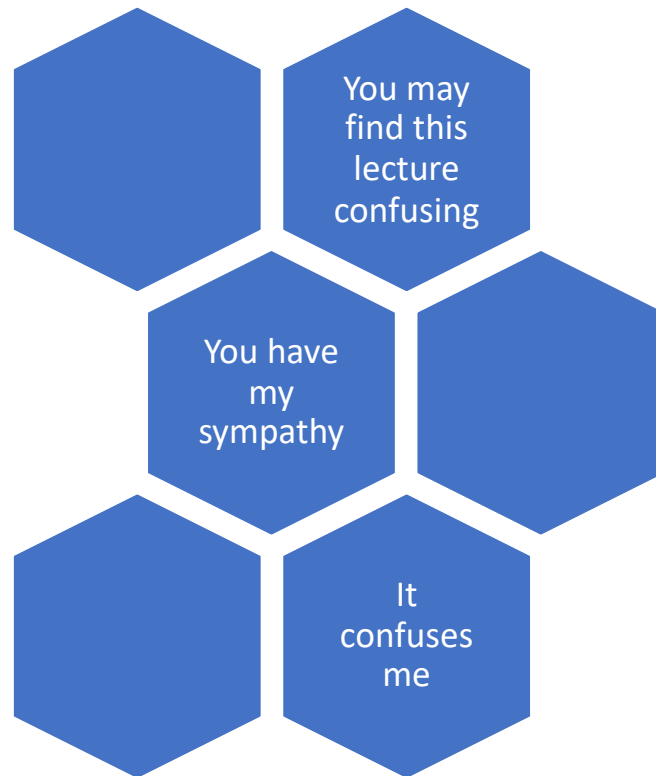 You may
find this
lecture
confusing
You have
my
sympathy
It
confuses
me